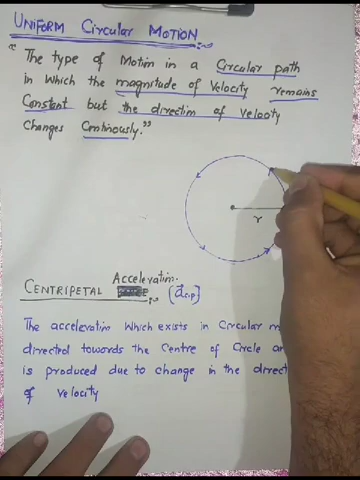 UNIFORM CIRCULAR MOTION
"The type of Motion in a Circular path
in which the magnitude of Velocity remains
Constant but the direction of velocity
changes Continously."
r
Acceleration
CENTRIPETAL [a⃗cp]
The acceleration which exists in Circular
directed towards the Centre of Circle
is produced due to change in the direct
of velocity